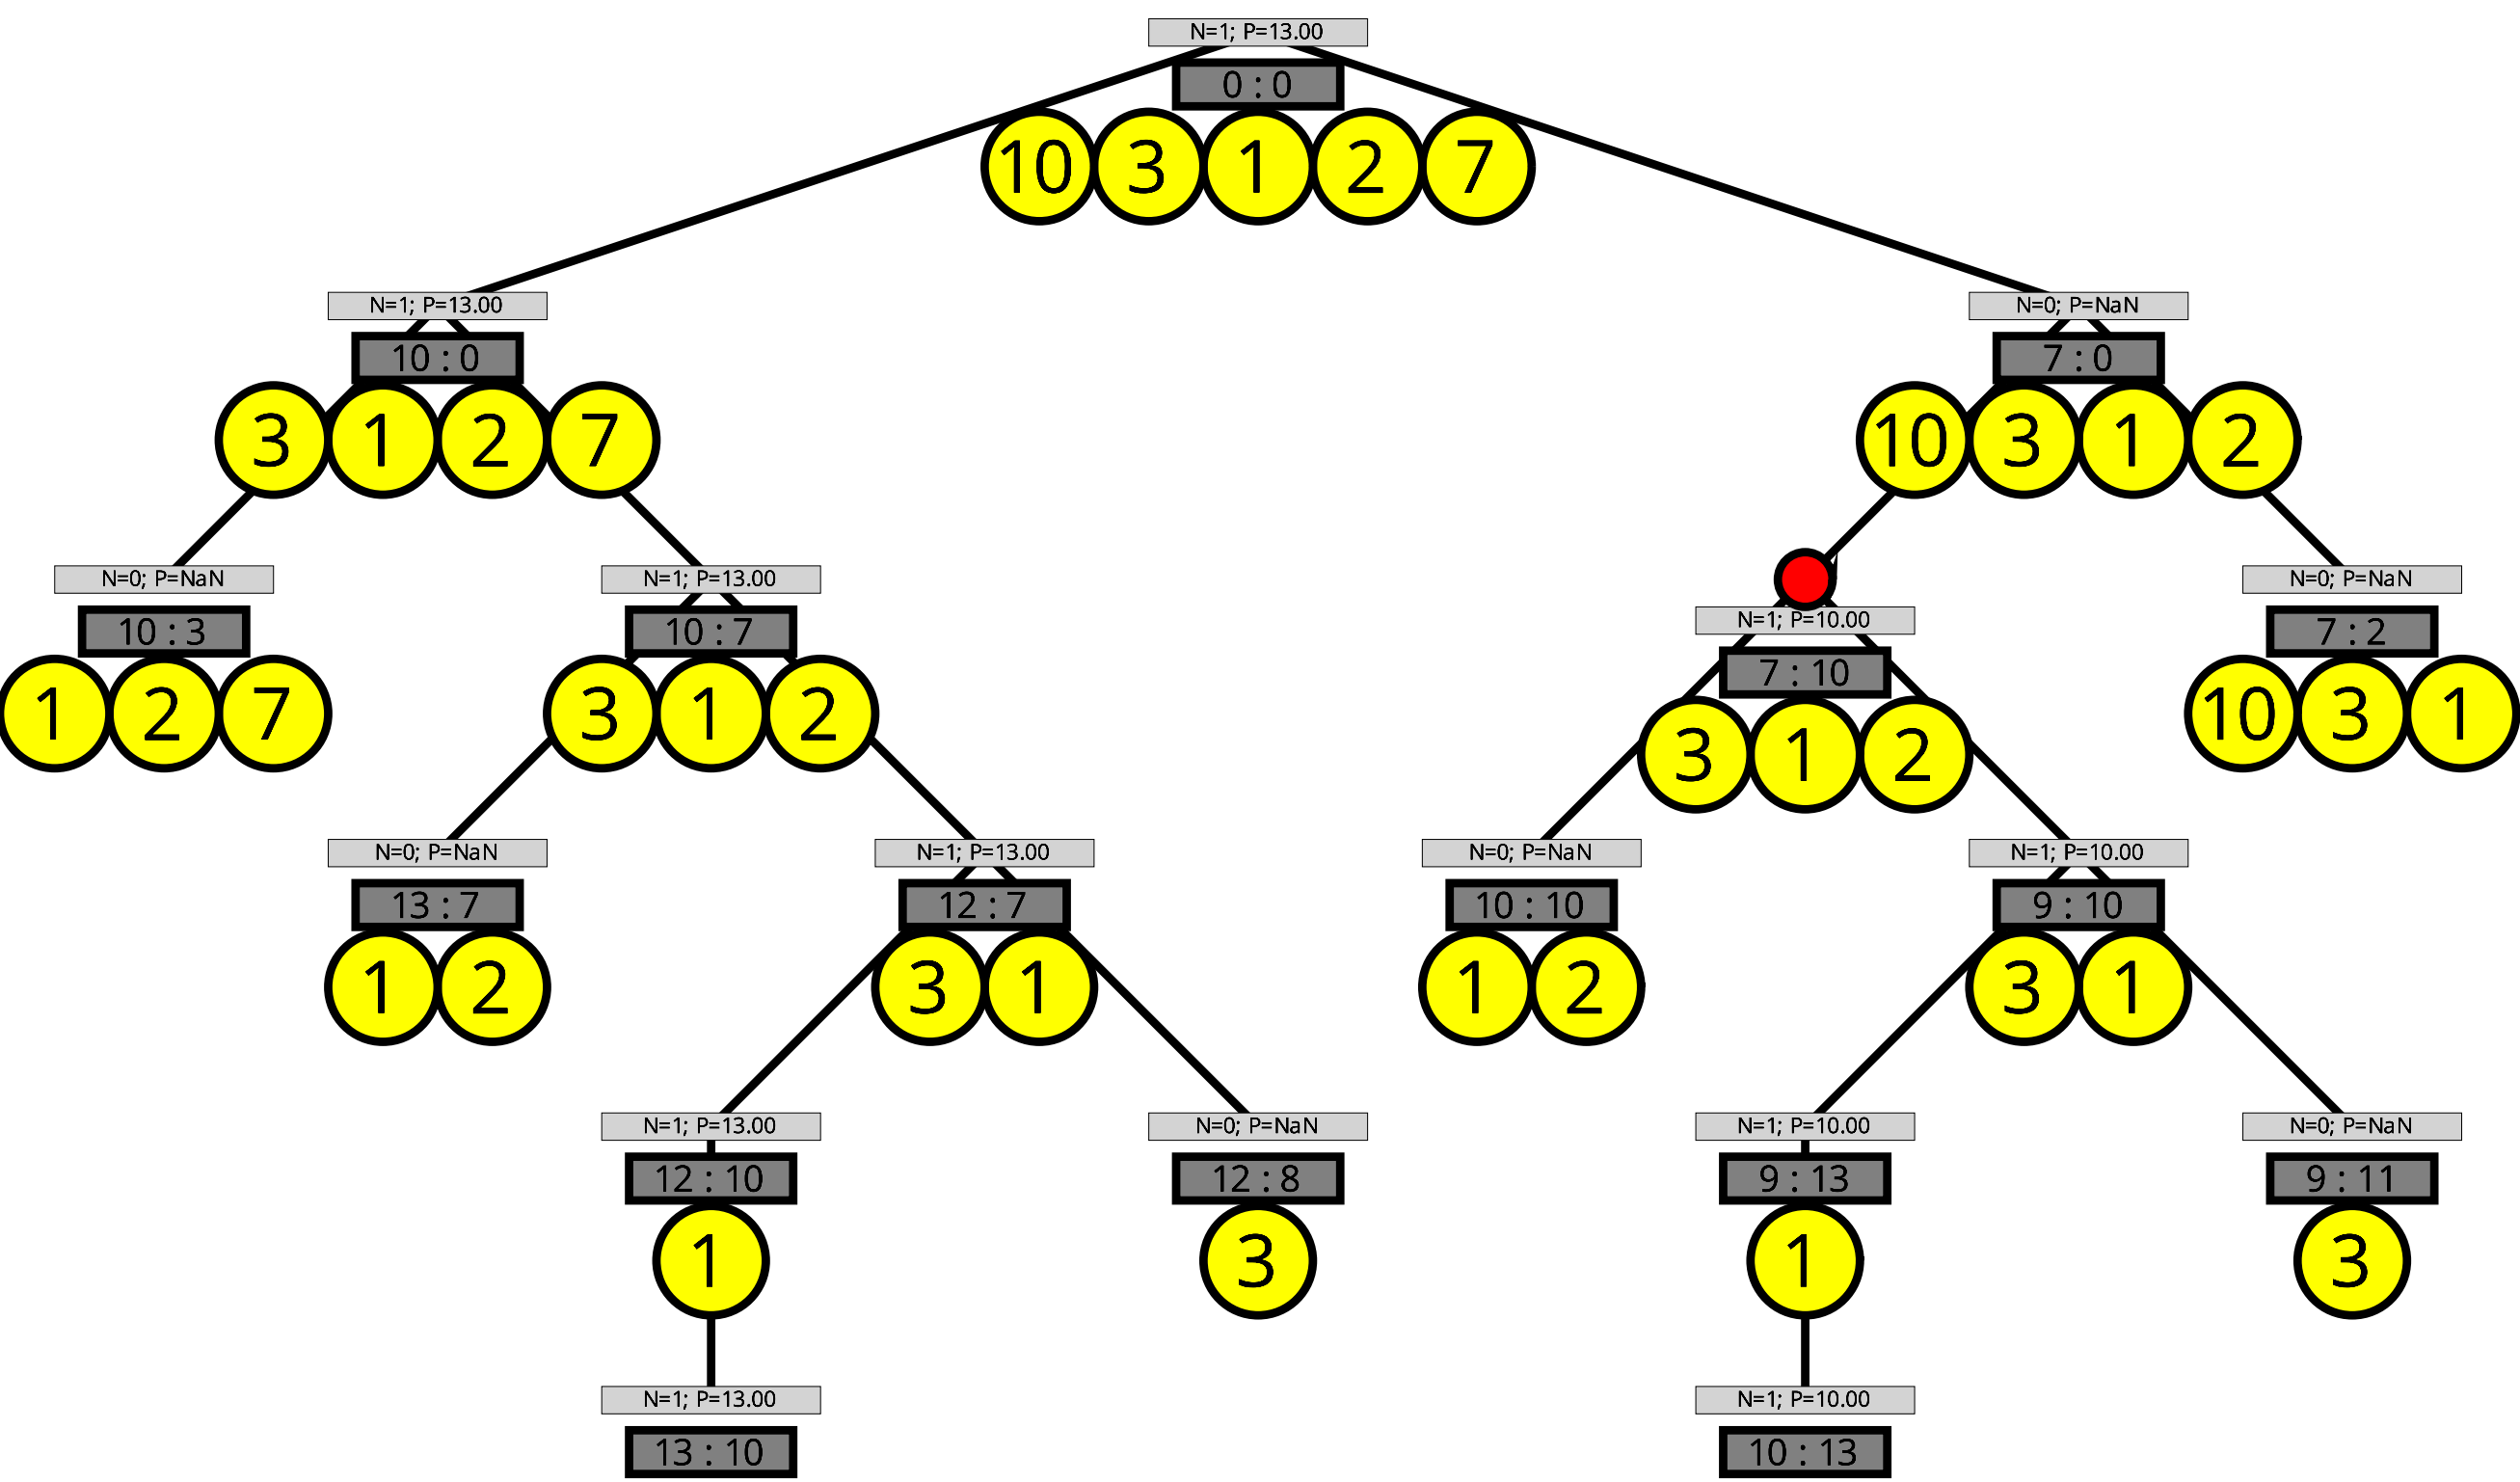 N=1; P=13.00
0 : 0
10 3 1 2 7
N=1; P=13.00
N=0; P=NaN
10 : 0
7 : 0
3 1 2 7
10 3 1 2
N=0; P=NaN
N=1; P=13.00
N=0; P=NaN
10 : 3
10 : 7
N=1; P=10.00
7 : 2
7 : 10
1 2 7
3 1 2
3 1 2
10 3 1
N=0; P=NaN
N=1; P=13.00
N=0; P=NaN
N=1; P=10.00
13 : 7
12 : 7
10 : 10
9 : 10
1 2
3 1
1 2
3 1
N=1; P=13.00
N=0; P=NaN
N=1; P=10.00
N=0; P=NaN
12 : 10
12 : 8
9 : 13
9 : 11
1
3
1
3
N=1; P=13.00
N=1; P=10.00
13 : 10
10 : 13